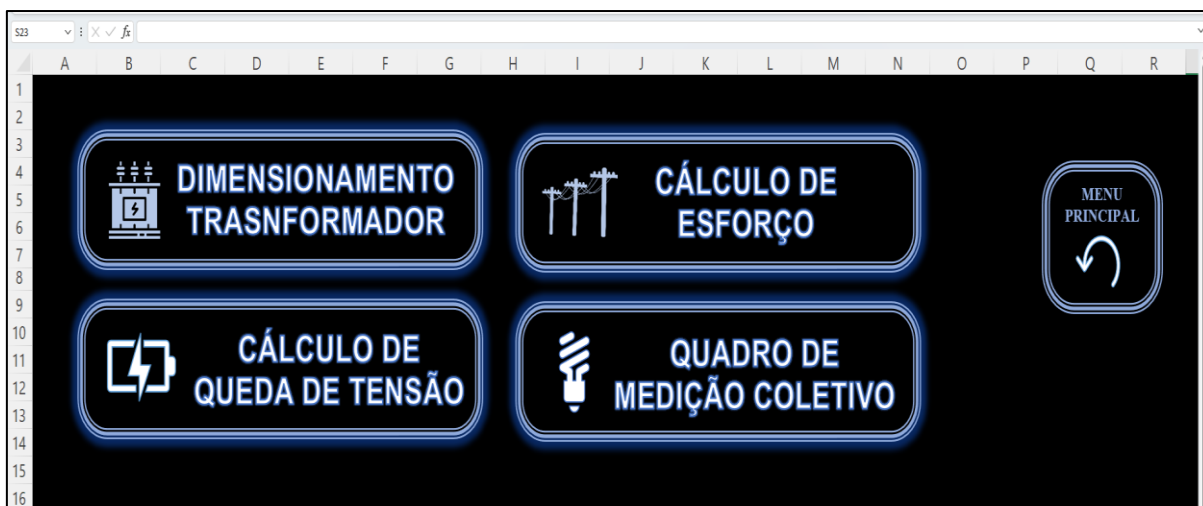 S23
fx
A B C D E F G H I J K L M N O P Q R
1
2
3
4
5
6
7
8
9
10
11
12
13
14
15
16
DIMENSIONAMENTO
TRASNFORMADOR
CÁLCULO DE
ESFORÇO
MENU
PRINCIPAL
CÁLCULO DE
QUEDA DE TENSÃO
QUADRO DE
MEDIÇÃO COLETIVO